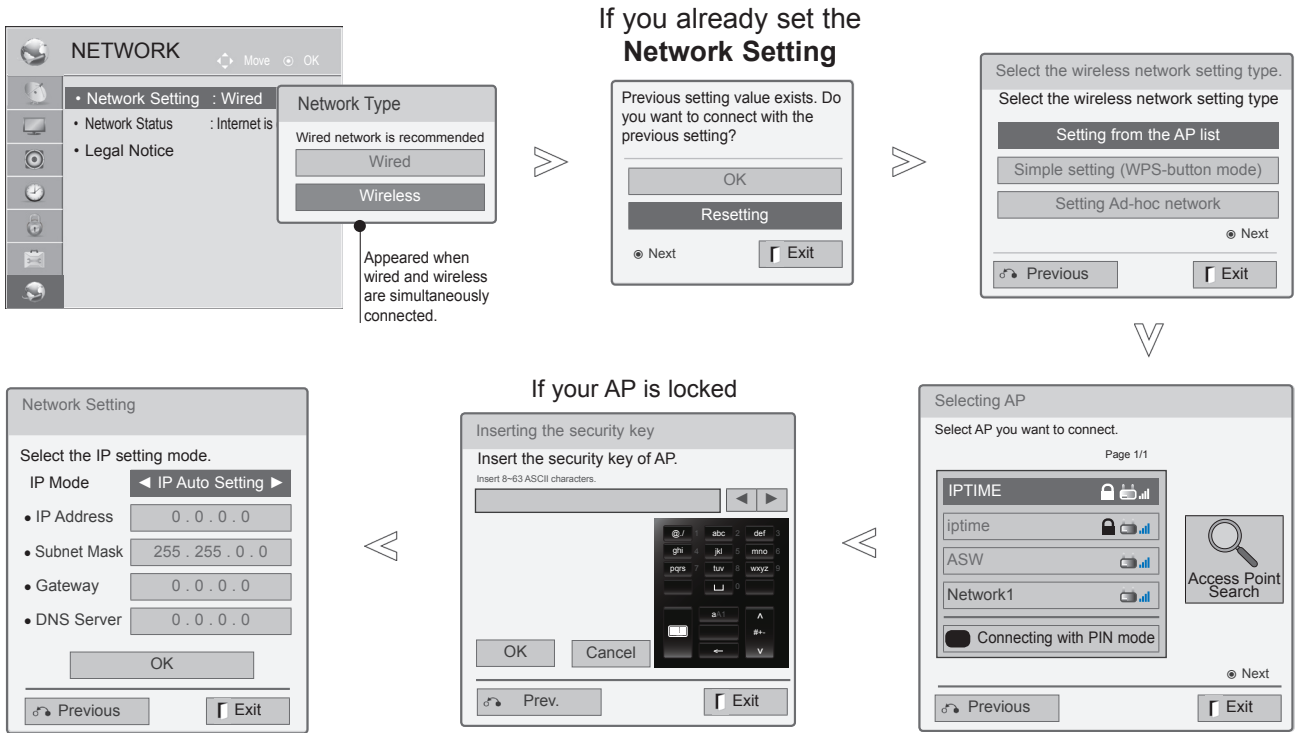 NETWORK
Move OK
• Network Setting : Wired
• Network Status : Internet is
• Legal Notice
Network Type
Wired network is recommended
Wired
Wireless
Appeared when
wired and wireless
are simultaneously
connected.
If you already set the
Network Setting
Previous setting value exists. Do
you want to connect with the
previous setting?
OK
Resetting
Next
Exit
Select the wireless network setting type.
Select the wireless network setting type
Setting from the AP list
Simple setting (WPS-button mode)
Setting Ad-hoc network
Next
Previous
Exit
Selecting AP
Select AP you want to connect.
Page 1/1
IPTIME
iptime
ASW
Network1
Connecting with PIN mode
Access Point
Search
Next
Previous
Exit
If your AP is locked
Inserting the security key
Insert the security key of AP.
Insert 8~63 ASCII characters.
◄ ►
@./ 1 abc 2 def 3
ghi 4 jkl 5 mno 6
pqrs 7 tuv 8 wxyz 9
0
aA1
#+-
OK
Cancel
Prev.
Exit
Network Setting
Select the IP setting mode.
IP Mode ◄ IP Auto Setting ►
• IP Address 0 . 0 . 0 . 0
• Subnet Mask 255 . 255 . 0 . 0
• Gateway 0 . 0 . 0 . 0
• DNS Server 0 . 0 . 0 . 0
OK
Previous
Exit